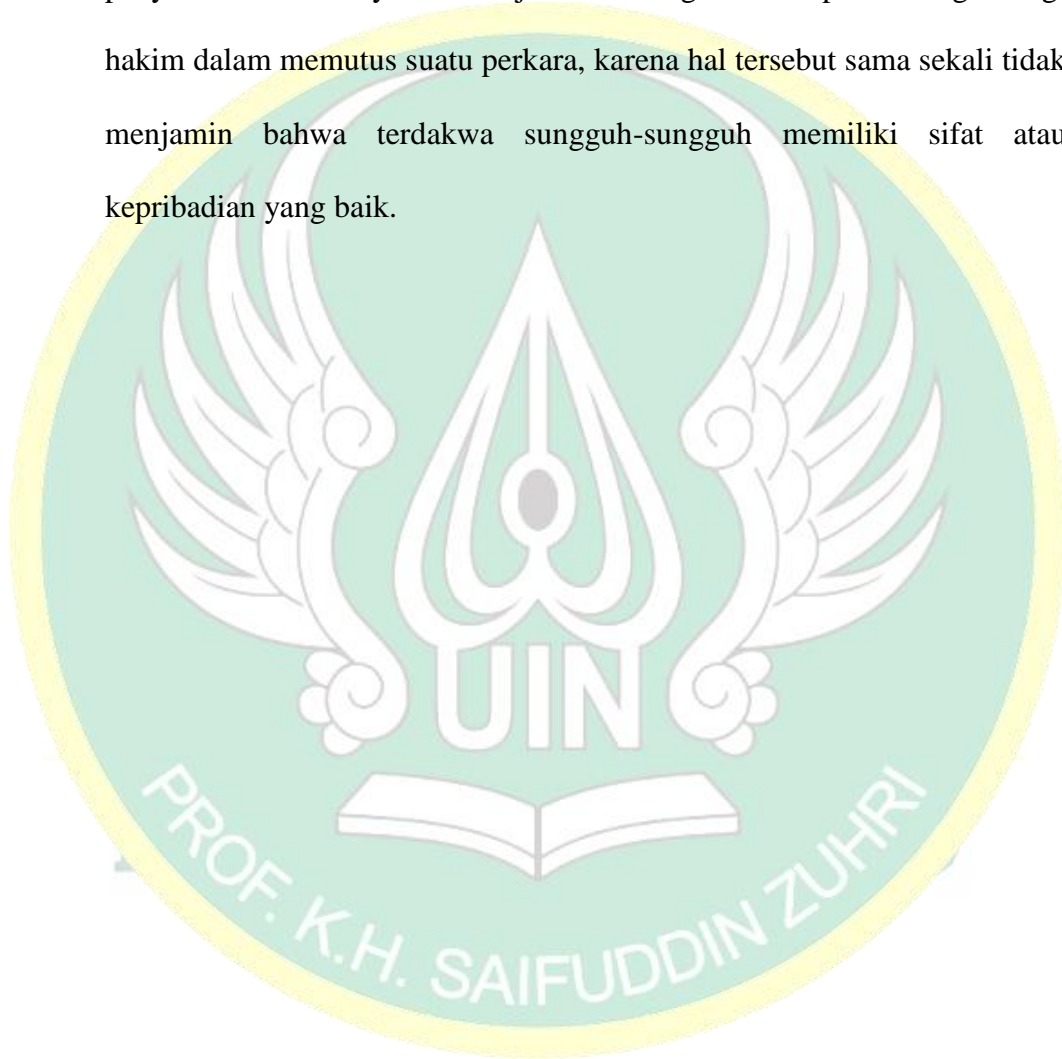 hakim dalam memutus suatu perkara, karena hal tersebut sama sekali tidak
menjamin bahwa terdakwa sungguh-sungguh memiliki sifat atau
kepribadian yang baik.
UIN
PROF. K.H. SAIFUDDIN ZUHRI